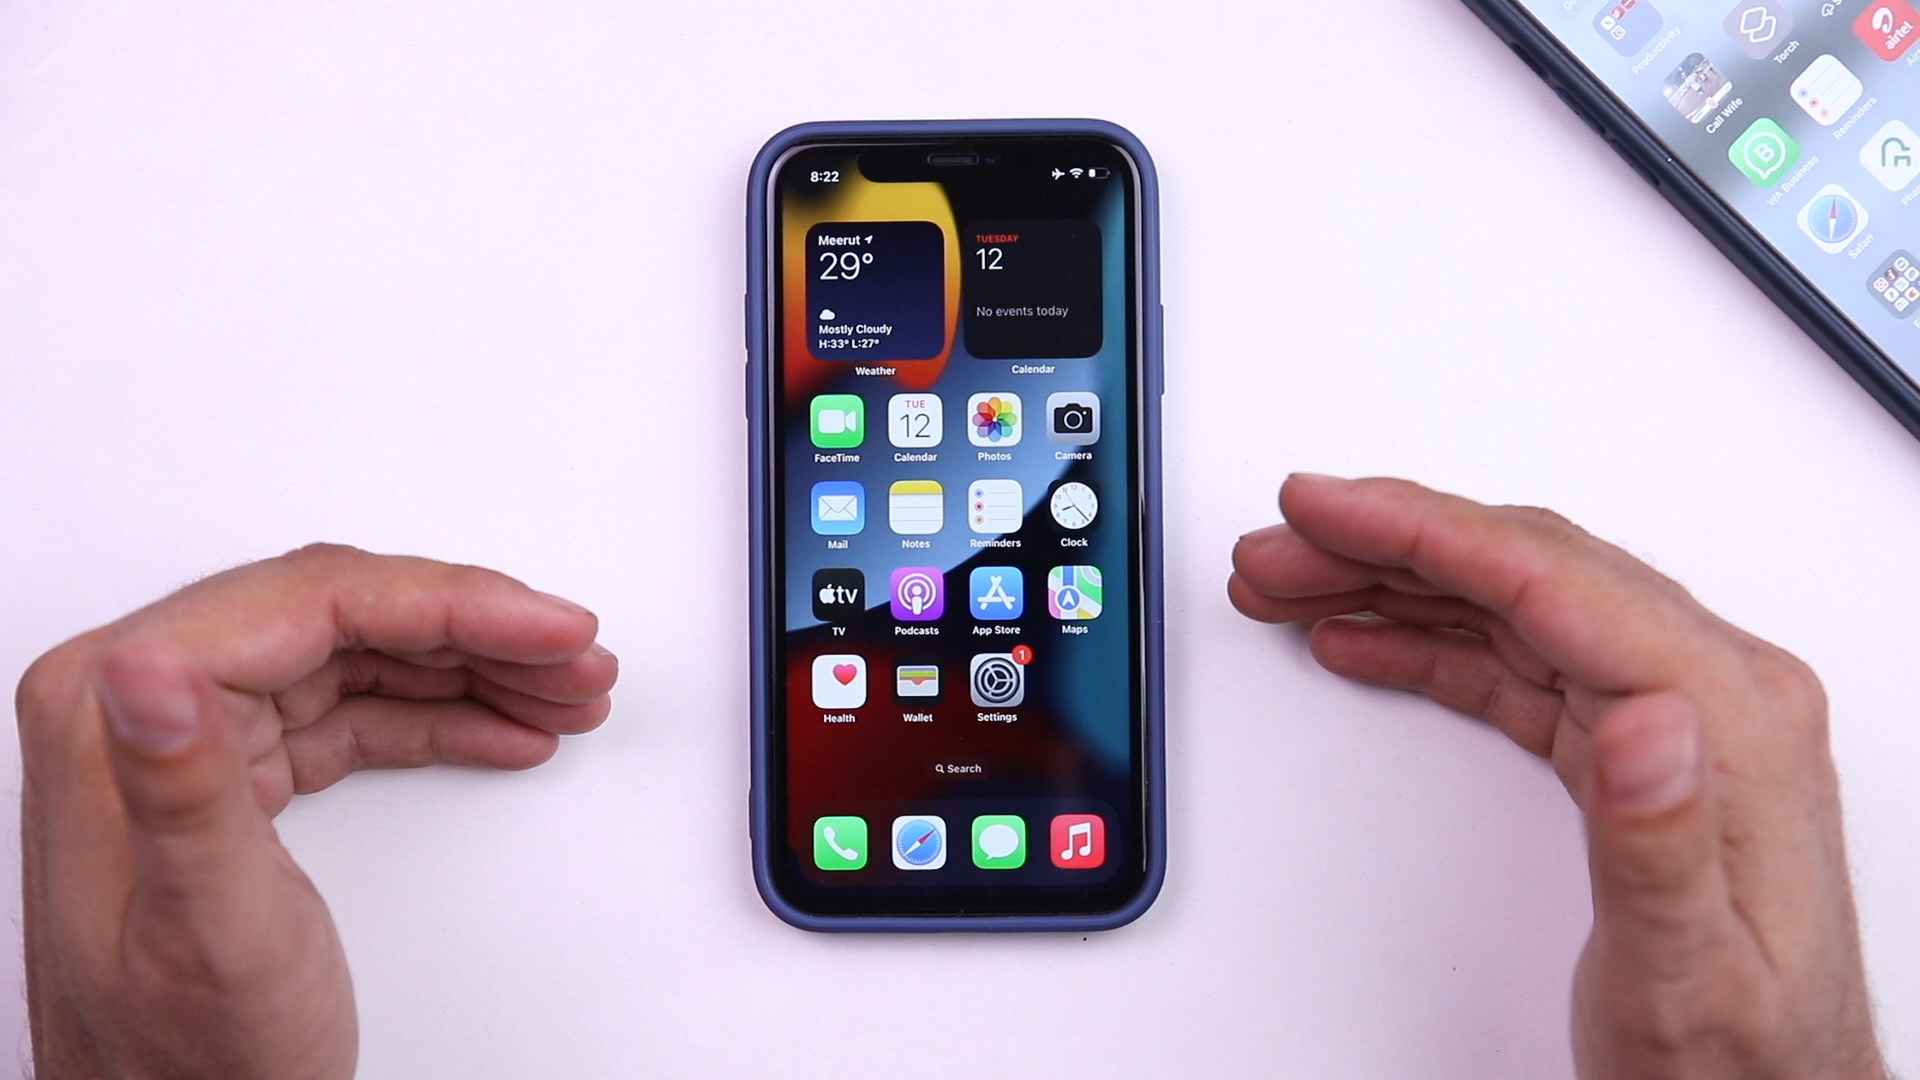 8:22
Meerut
29°
Mostly Cloudy
H:33° L:27°
Weather
TUESDAY
12
No events today
Calendar
FaceTime
TUE
12
Calendar
Photos
Camera
Mail
Notes
Reminders
Clock
tv
TV
Podcasts
App Store
Maps
Health
Wallet
1
Settings
Search
Productivity
Torch
airtel
Call Wife
Reminders
B
WA Business
Safari